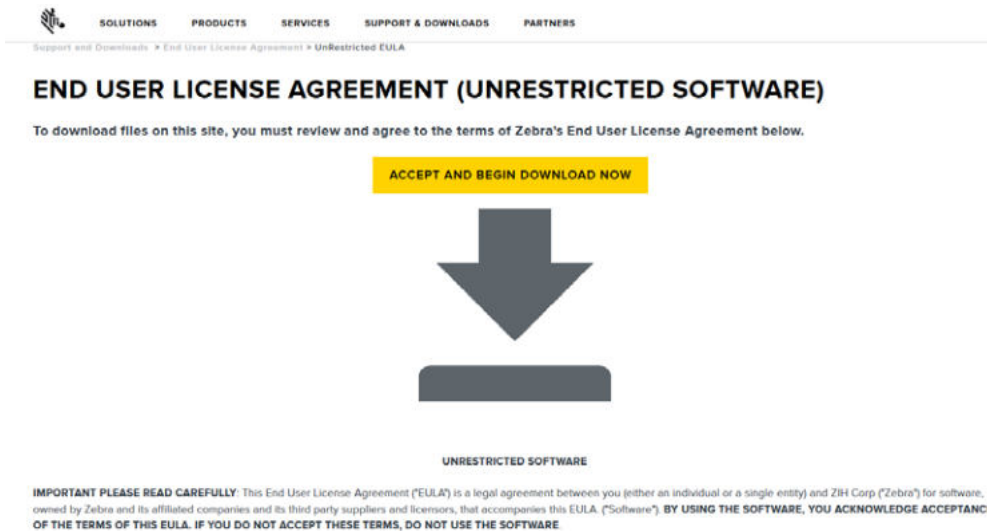 SOLUTIONS PRODUCTS SERVICES SUPPORT & DOWNLOADS PARTNERS
Support and Downloads > End User License Agreement > UnRestricted EULA
END USER LICENSE AGREEMENT (UNRESTRICTED SOFTWARE)
To download files on this site, you must review and agree to the terms of Zebra's End User License Agreement below.
ACCEPT AND BEGIN DOWNLOAD NOW
UNRESTRICTED SOFTWARE
IMPORTANT PLEASE READ CAREFULLY: This End User License Agreement ("EULA") is a legal agreement between you (either an individual or a single entity) and ZIH Corp ("Zebra") for software,
owned by Zebra and its affiliated companies and its third party suppliers and licensors, that accompanies this EULA. ("Software"). BY USING THE SOFTWARE, YOU ACKNOWLEDGE ACCEPTANC
OF THE TERMS OF THIS EULA. IF YOU DO NOT ACCEPT THESE TERMS, DO NOT USE THE SOFTWARE.